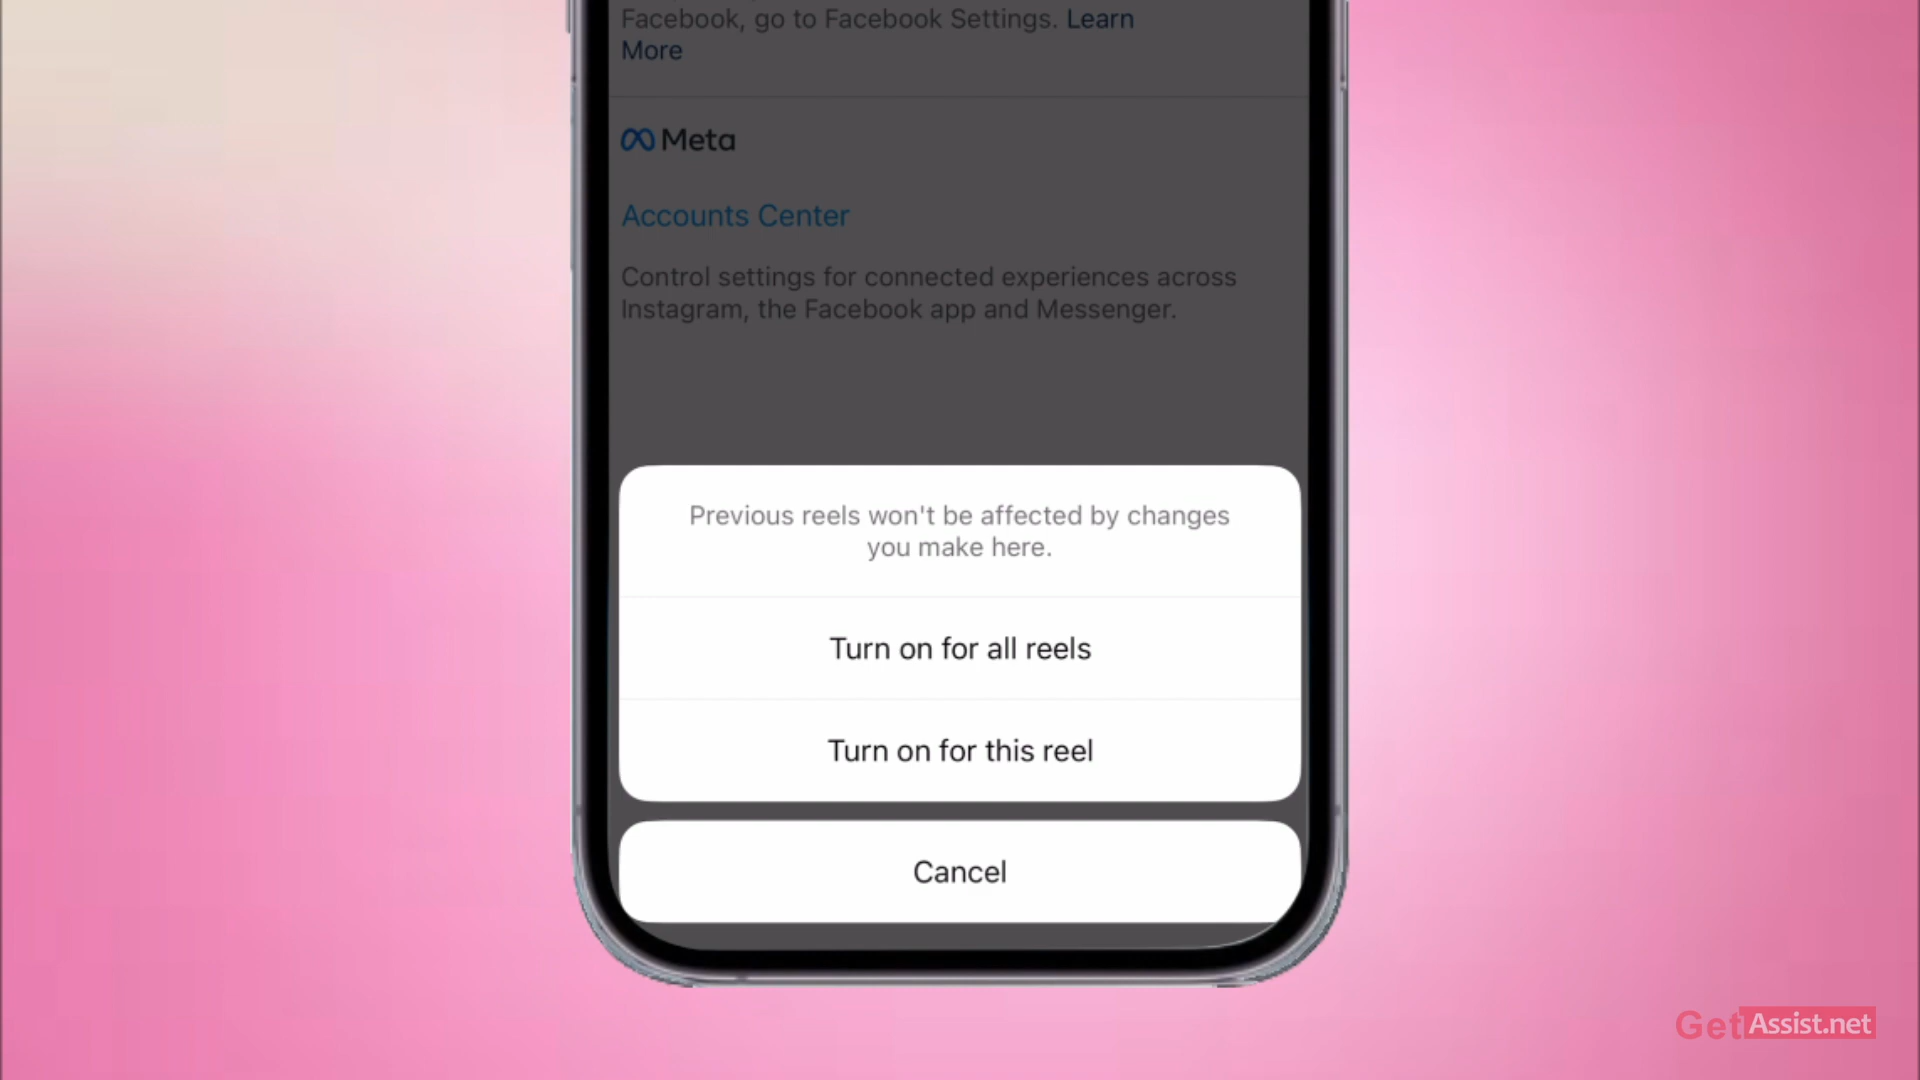 Facebook, go to Facebook Settings. Learn
More
Meta
Accounts Center
Control settings for connected experiences across
Instagram, the Facebook app and Messenger.
Previous reels won't be affected by changes
you make here.
Turn on for all reels
Turn on for this reel
Cancel
GetAssist.net